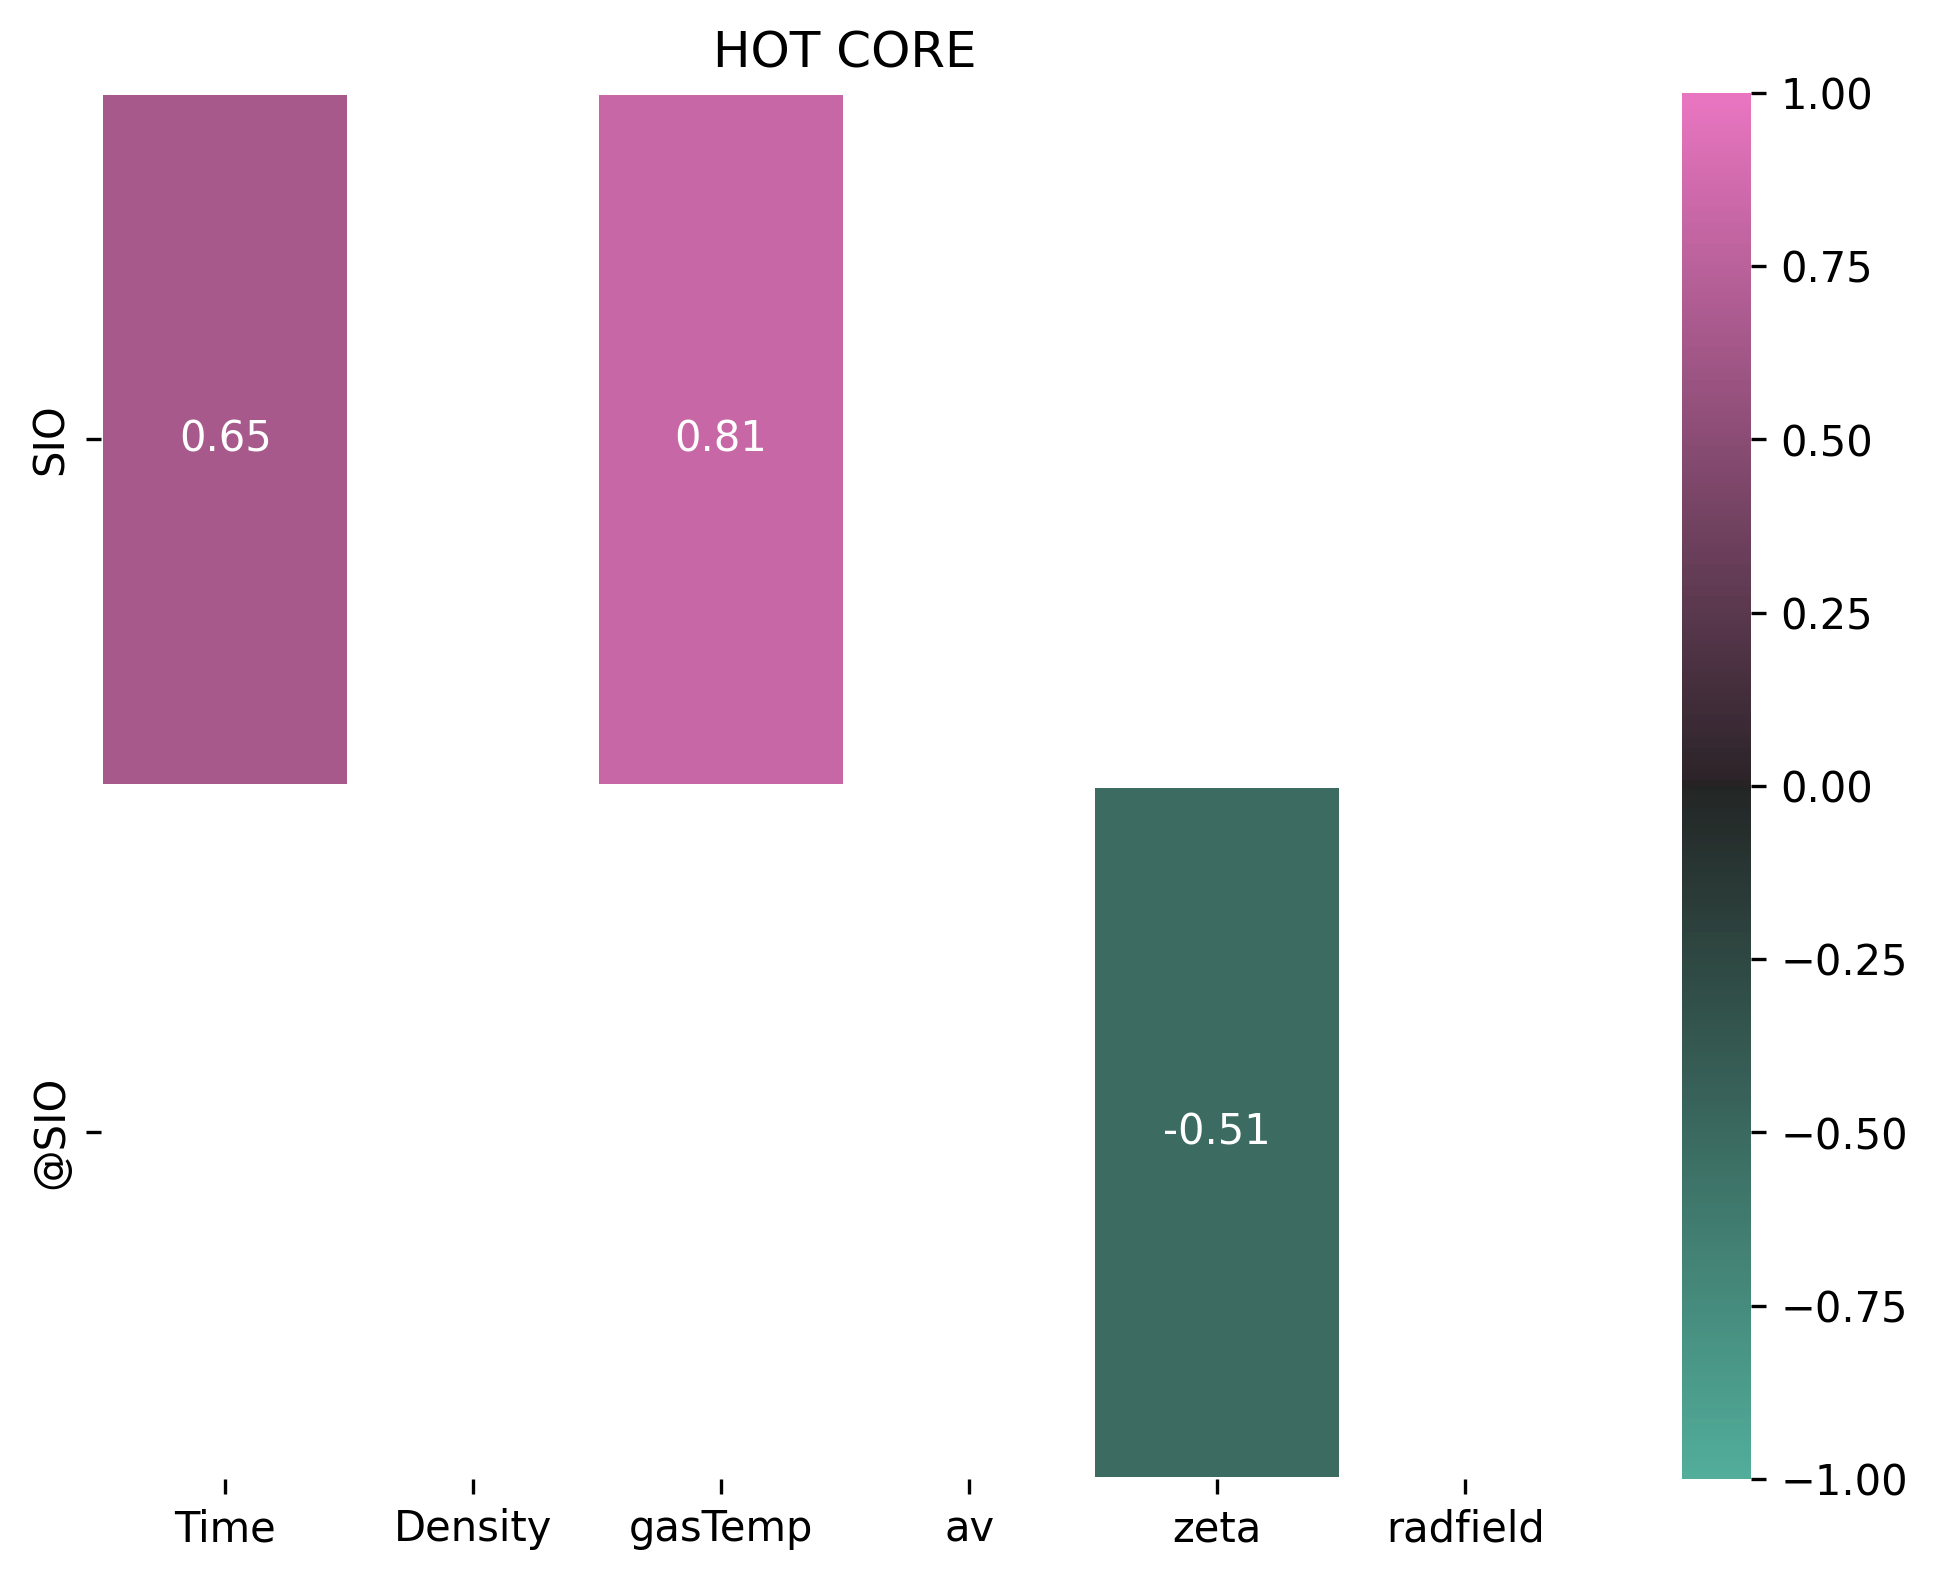 HOT CORE
SIO
0.65
0.81
@SIO
-0.51
Time
Density
gasTemp
av
zeta
radfield
1.00
0.75
0.50
0.25
0.00
−0.25
−0.50
−0.75
−1.00